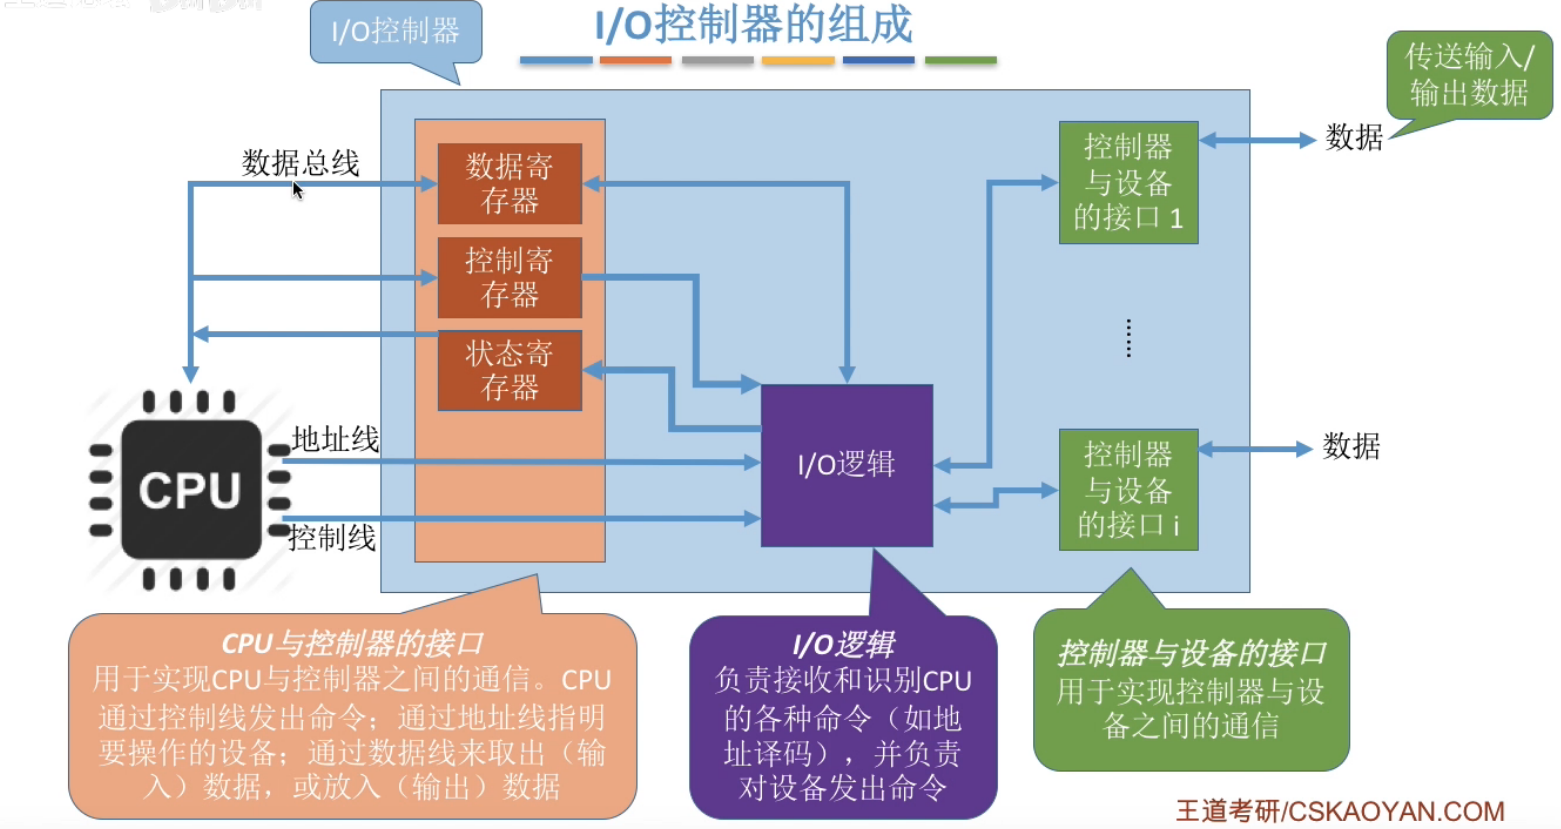 I/O控制器的组成
I/O控制器
传送输入/
输出数据
数据总线
数据寄
存器
控制器
与设备
的接口 1
数据
控制寄
存器
状态寄
存器
地址线
CPU
控制线
I/O逻辑
控制器
与设备
的接口 i
数据
CPU与控制器的接口
用于实现CPU与控制器之间的通信。CPU
通过控制线发出命令；通过地址线指明
要操作的设备；通过数据线来取出（输
入）数据，或放入（输出）数据
I/O逻辑
负责接收和识别CPU
的各种命令（如地
址译码），并负责
对设备发出命令
控制器与设备的接口
用于实现控制器与设
备之间的通信
王道考研/CSKAOYAN.COM